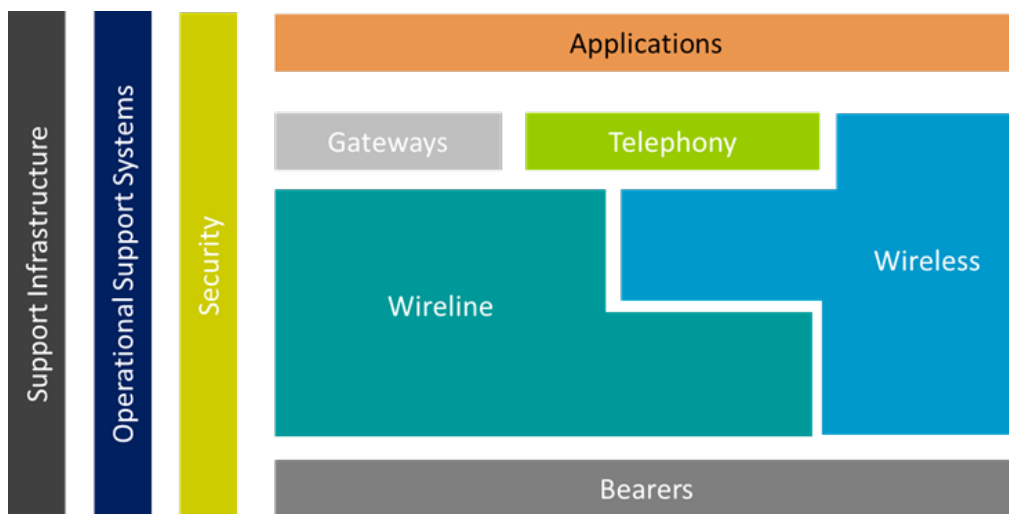 Support Infrastructure
Operational Support Systems
Security
Applications
Gateways
Telephony
Wireless
Wireline
Bearers